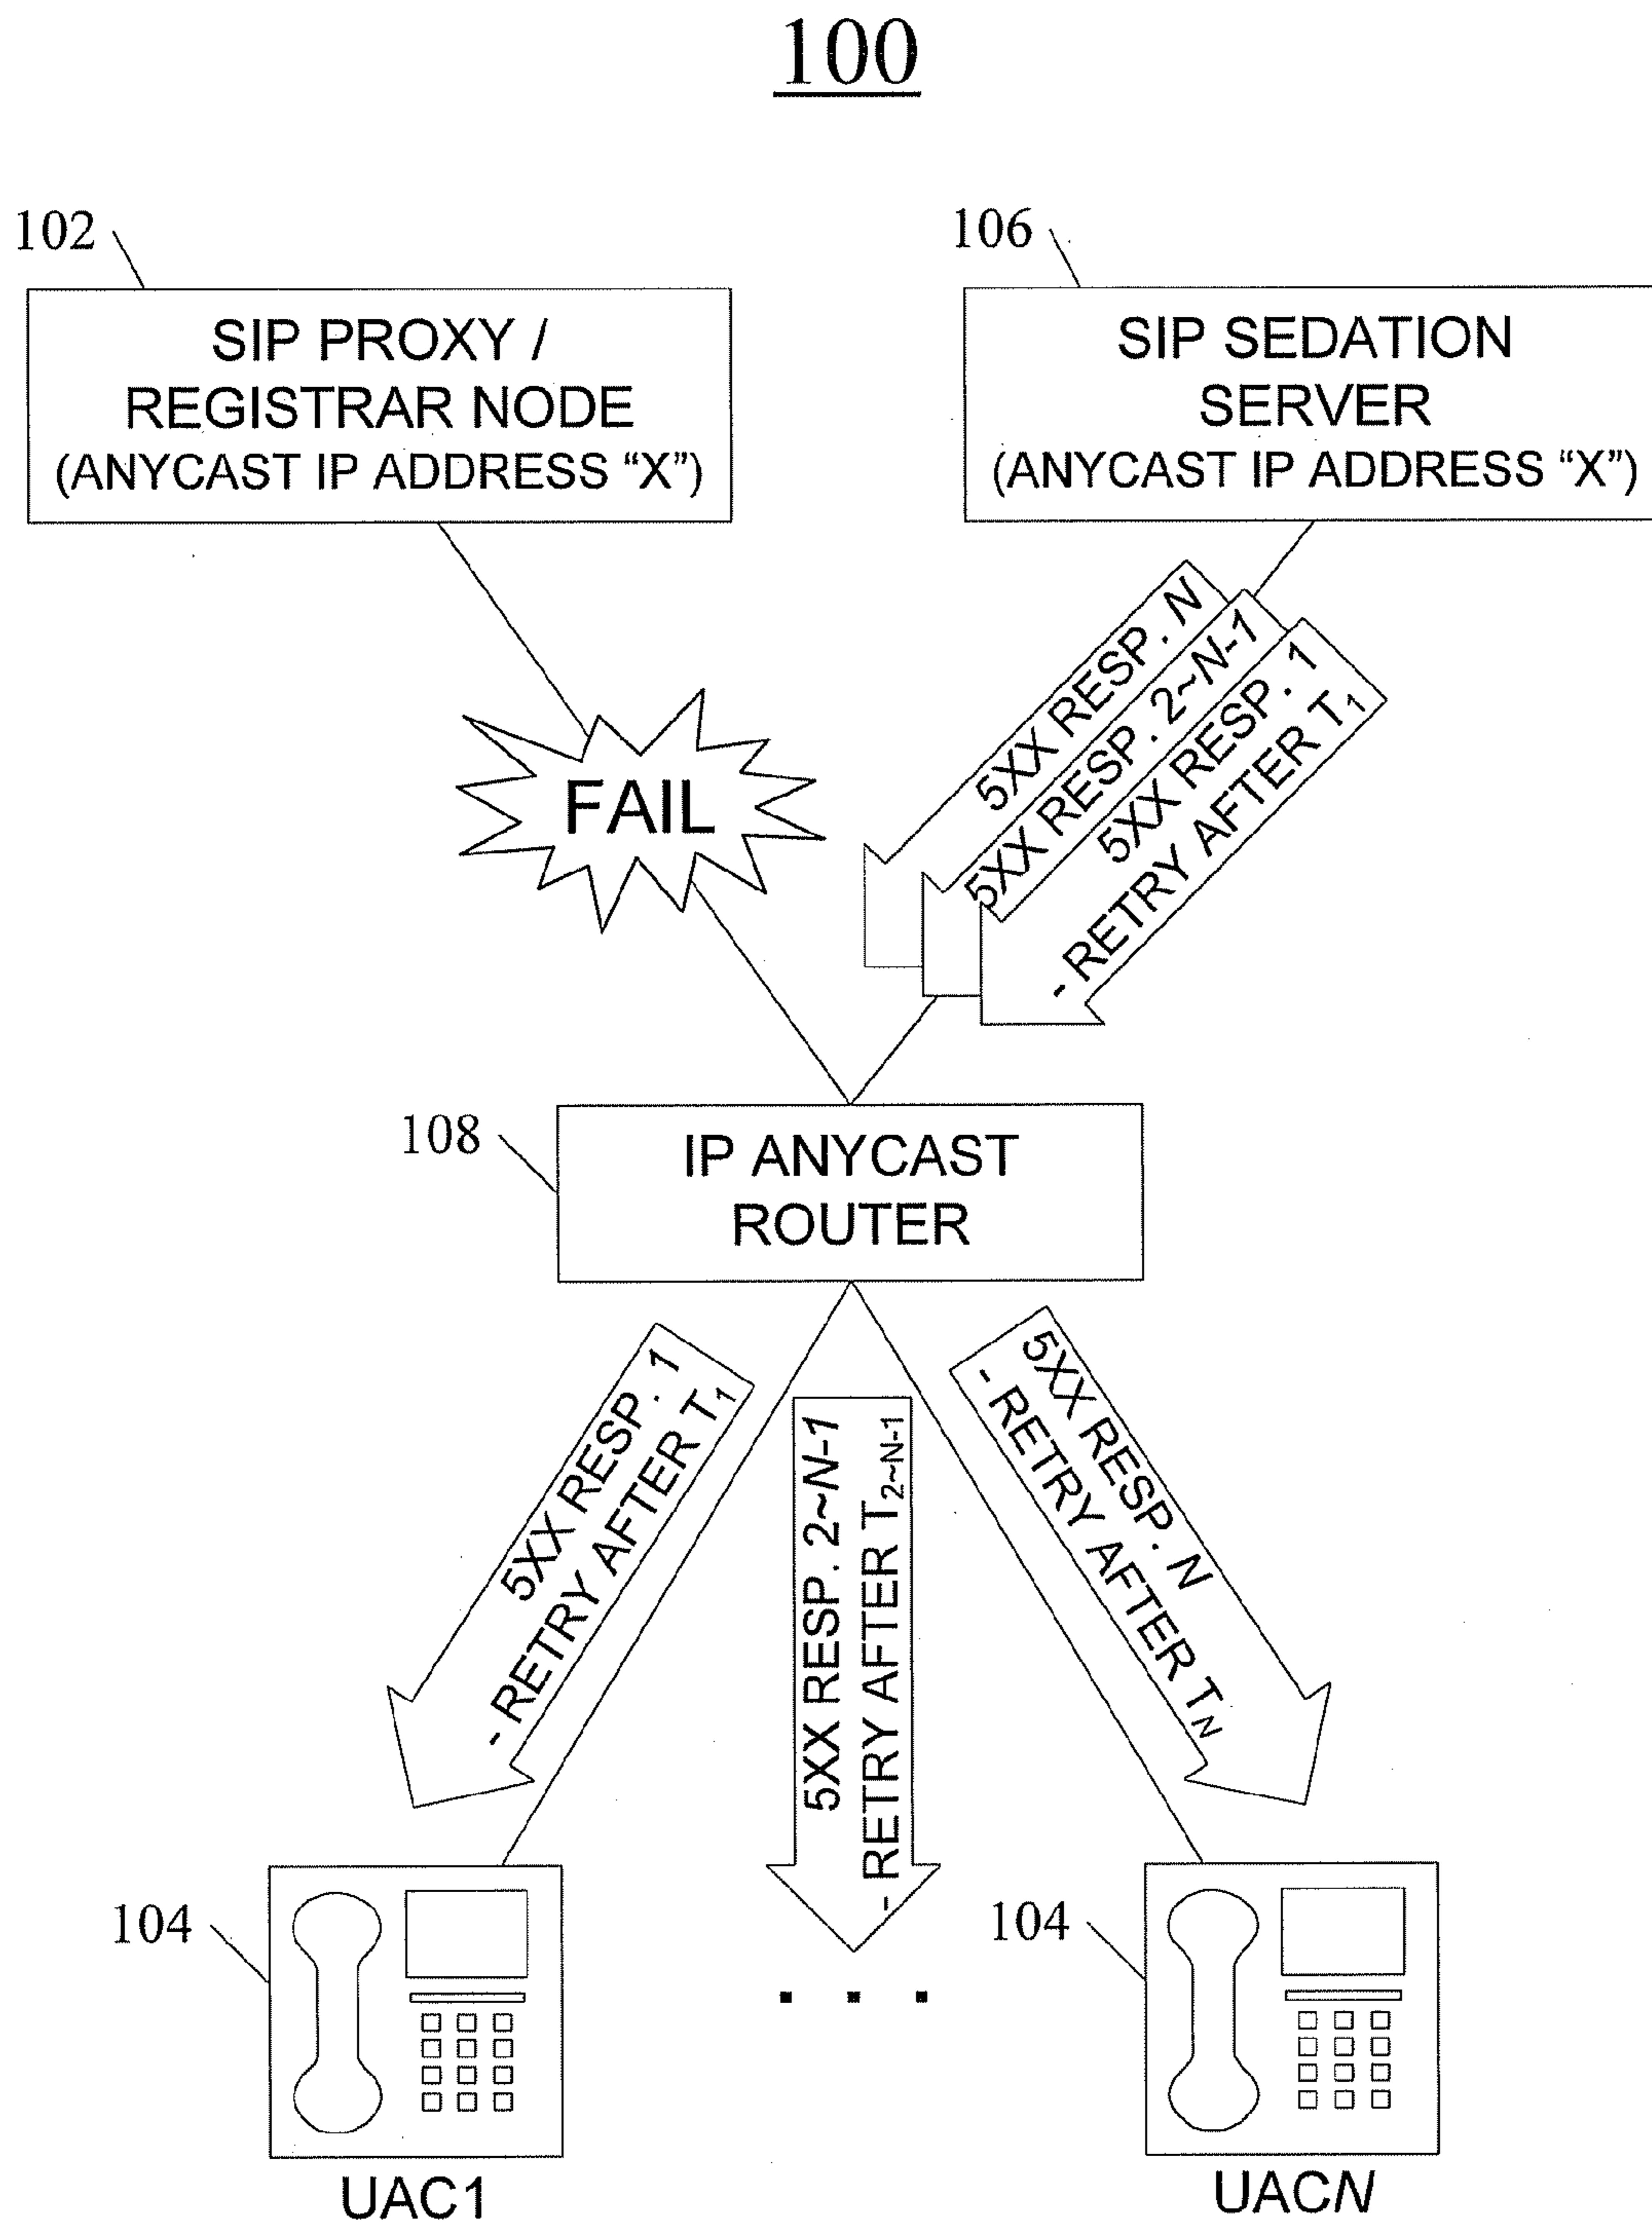 100
102
106
SIP PROXY /
REGISTRAR NODE
(ANYCAST IP ADDRESS “X”)
SIP SEDATION
SERVER
(ANYCAST IP ADDRESS “X”)
5XX RESP. N
5XX RESP. 2~N-1
5XX RESP. 1
- RETRY AFTER T1
FAIL
108
IP ANYCAST
ROUTER
5XX RESP. 1
- RETRY AFTER T1
5XX RESP. 2~N-1
- RETRY AFTER T2~N-1
5XX RESP. N
- RETRY AFTER TN
104
. . .
104
UAC1
UACN